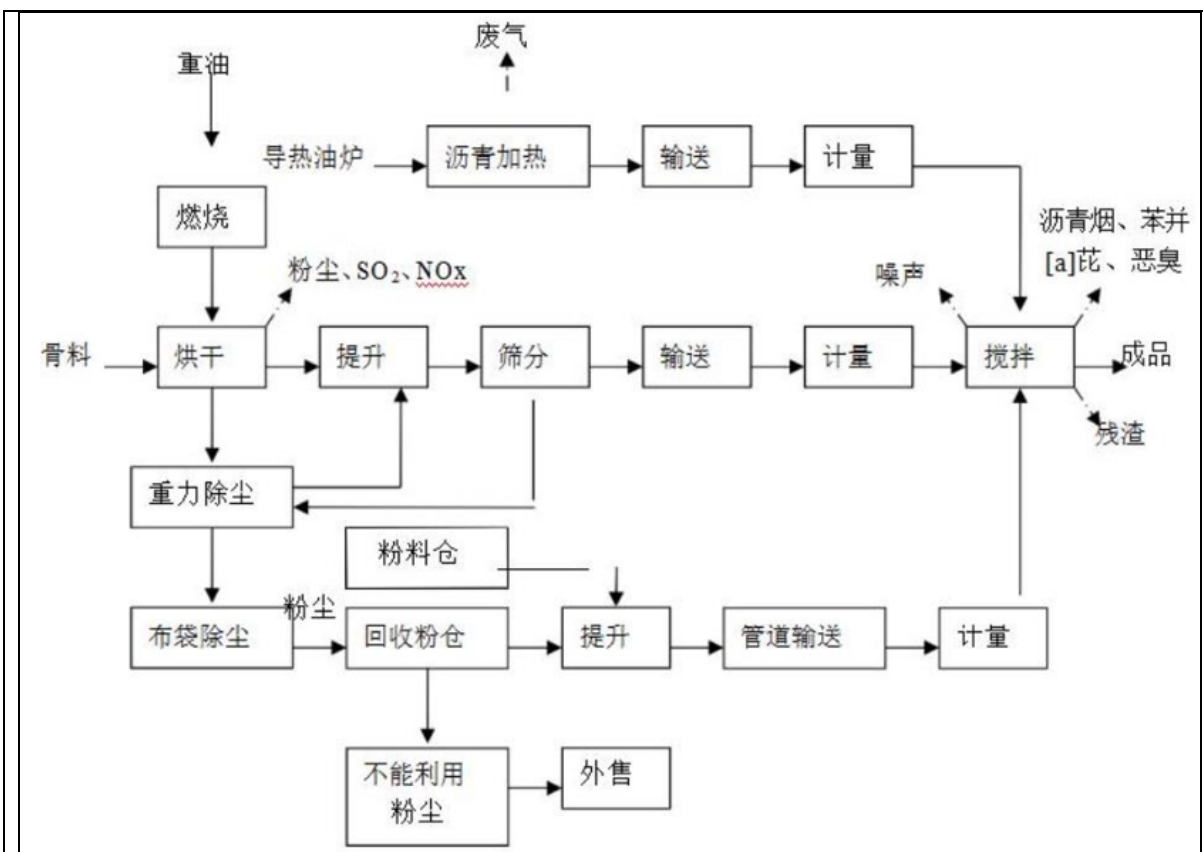 废气
重油
导热油炉
沥青加热
输送
计量
燃烧
沥青烟、苯并
[a]芘、恶臭
粉尘、SO₂、NOx
噪声
骨料
烘干
提升
筛分
输送
计量
搅拌
成品
残渣
重力除尘
粉料仓
粉尘
布袋除尘
回收粉仓
提升
管道输送
计量
不能利用
粉尘
外售